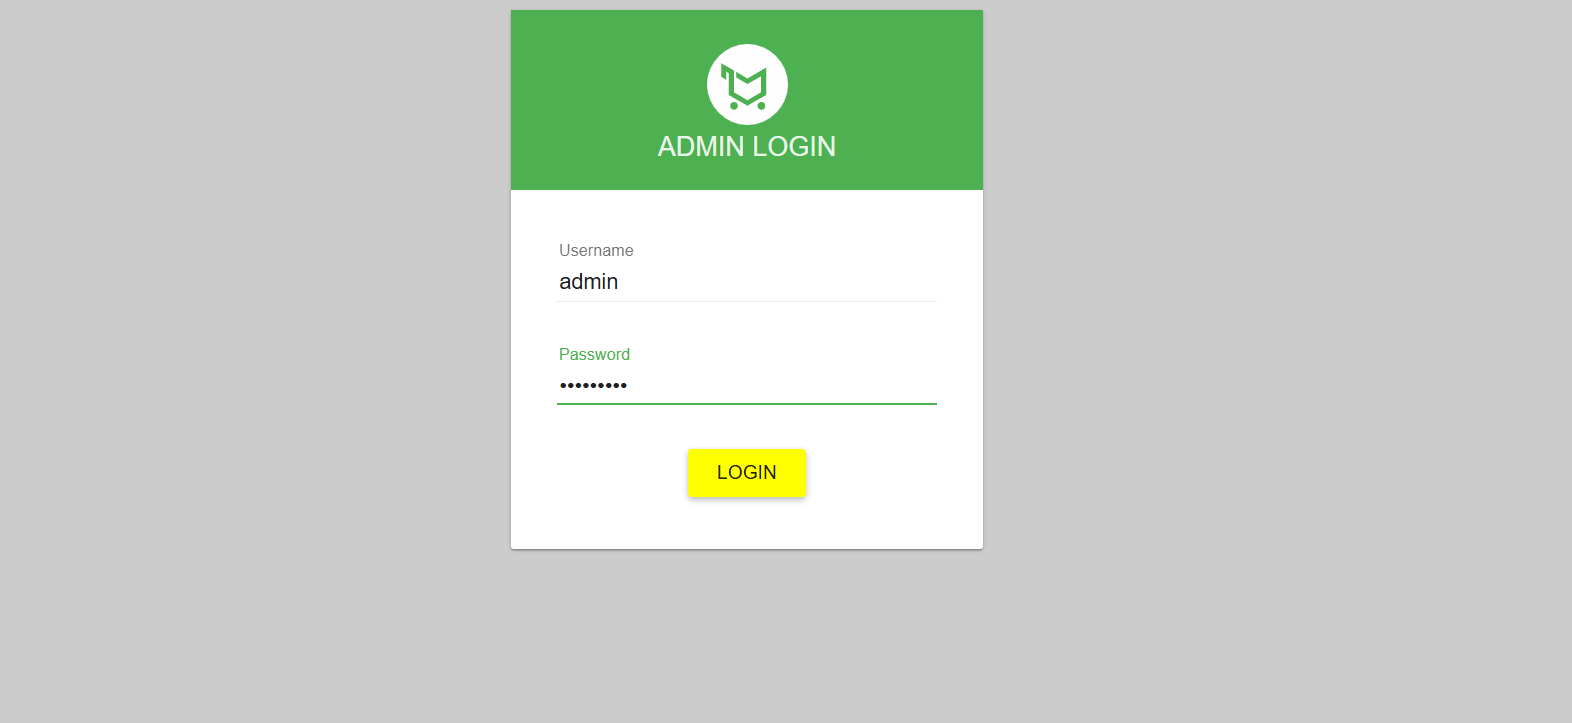 ADMIN LOGIN
Username
admin
Password
•••••••••
LOGIN